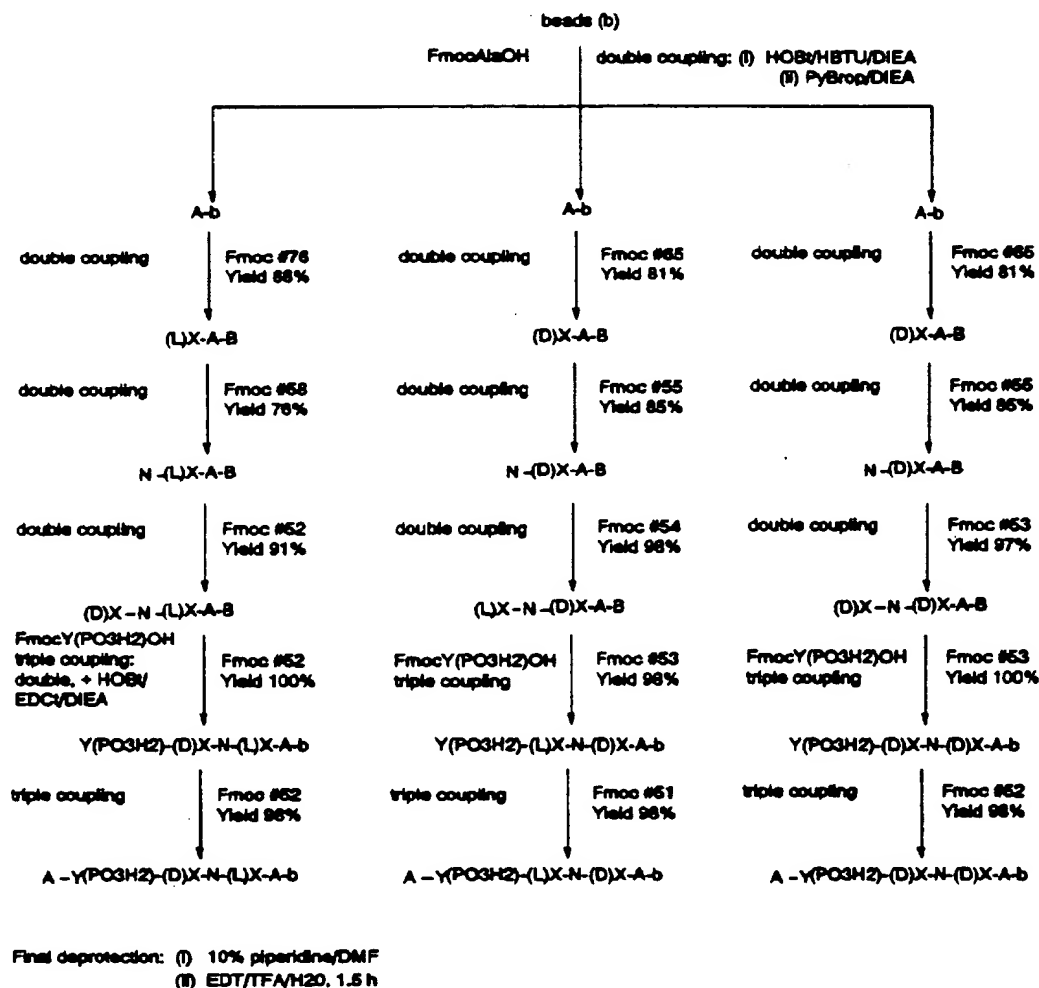 beads (b)
FmocAlaOH double coupling: (i) HOBt/HBTU/DIEA
(ii) PyBrop/DIEA
A-b A-b A-b
double coupling Fmoc #76 double coupling Fmoc #65 double coupling Fmoc #65
Yield 88% Yield 81% Yield 81%
(L)X-A-B (D)X-A-B (D)X-A-B
double coupling Fmoc #58 double coupling Fmoc #55 double coupling Fmoc #55
Yield 76% Yield 85% Yield 85%
N -(L)X-A-B N -(D)X-A-B N -(D)X-A-B
double coupling Fmoc #52 double coupling Fmoc #54 double coupling Fmoc #53
Yield 91% Yield 98% Yield 97%
(D)X – N -(L)X-A-B (L)X - N -(D)X-A-B (D)X - N -(D)X-A-B
FmocY(PO3H2)OH
triple coupling: Fmoc #52 FmocY(PO3H2)OH Fmoc #53 FmocY(PO3H2)OH Fmoc #53
double, + HOBt/ Yield 100% triple coupling Yield 98% triple coupling Yield 100%
EDCI/DIEA
Y(PO3H2)-(D)X-N-(L)X-A-b Y(PO3H2)-(L)X-N-(D)X-A-b Y(PO3H2)-(D)X-N-(D)X-A-b
triple coupling Fmoc #52 triple coupling Fmoc #51 triple coupling Fmoc #52
Yield 98% Yield 98% Yield 98%
A –Y(PO3H2)-(D)X-N-(L)X-A-b A –Y(PO3H2)-(L)X-N-(D)X-A-b A –Y(PO3H2)-(D)X-N-(D)X-A-b
Final deprotection: (i) 10% piperidine/DMF
(ii) EDT/TFA/H20, 1.5 h